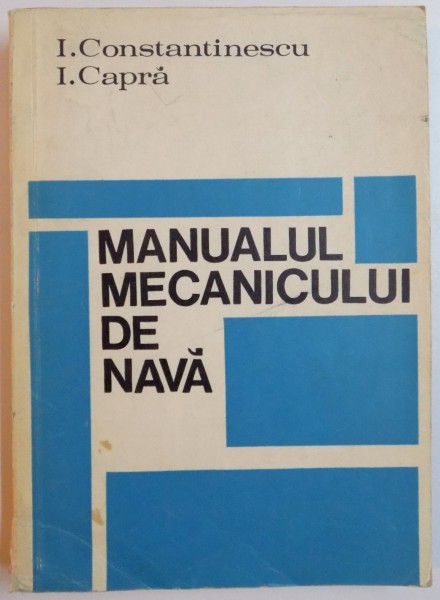 I.Constantinescu
I.Capră
MANUALUL
MECANICULUI
DE
NAVĂ